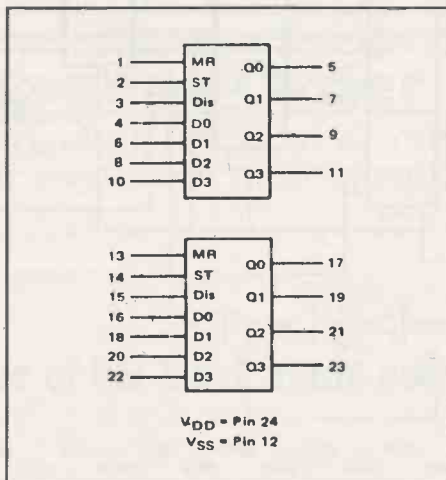 1 MR Q0 5
2 ST
3 Dis Q1 7
4 D0
6 D1 Q2 9
8 D2
10 D3 Q3 11
13 MR Q0 17
14 ST
15 Dis Q1 19
16 D0
18 D1 Q2 21
20 D2
22 D3 Q3 23
VDD = Pin 24
VSS = Pin 12